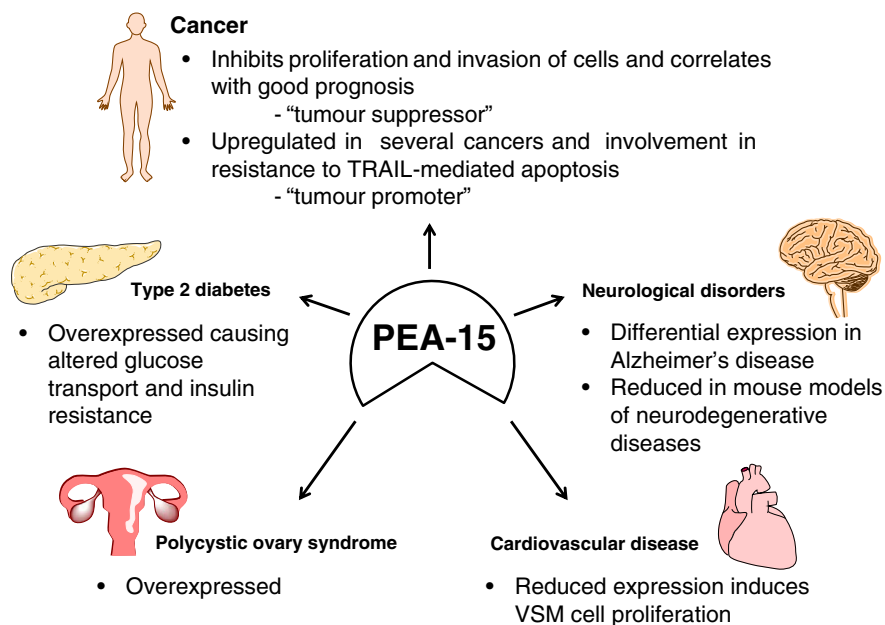 Cancer
• Inhibits proliferation and invasion of cells and correlates
with good prognosis
- “tumour suppressor”
• Upregulated in several cancers and involvement in
resistance to TRAIL-mediated apoptosis
- “tumour promoter”
Type 2 diabetes
• Overexpressed causing
altered glucose
transport and insulin
resistance
PEA-15
Neurological disorders
• Differential expression in
Alzheimer’s disease
• Reduced in mouse models
of neurodegenerative
diseases
Polycystic ovary syndrome
• Overexpressed
Cardiovascular disease
• Reduced expression induces
VSM cell proliferation